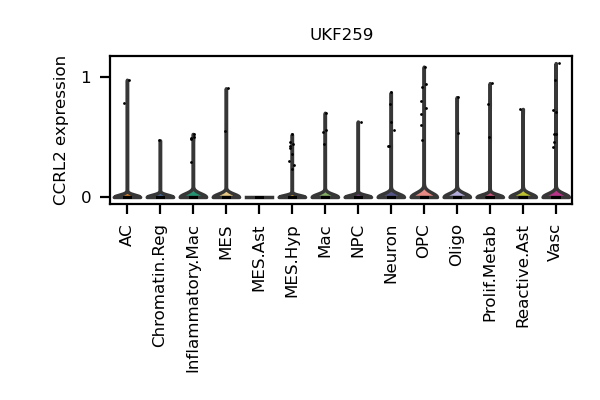 UKF259
CCRL2 expression
1
0
AC
Chromatin.Reg
Inflammatory.Mac
MES
MES.Ast
MES.Hyp
Mac
NPC
Neuron
OPC
Oligo
Prolif.Metab
Reactive.Ast
Vasc